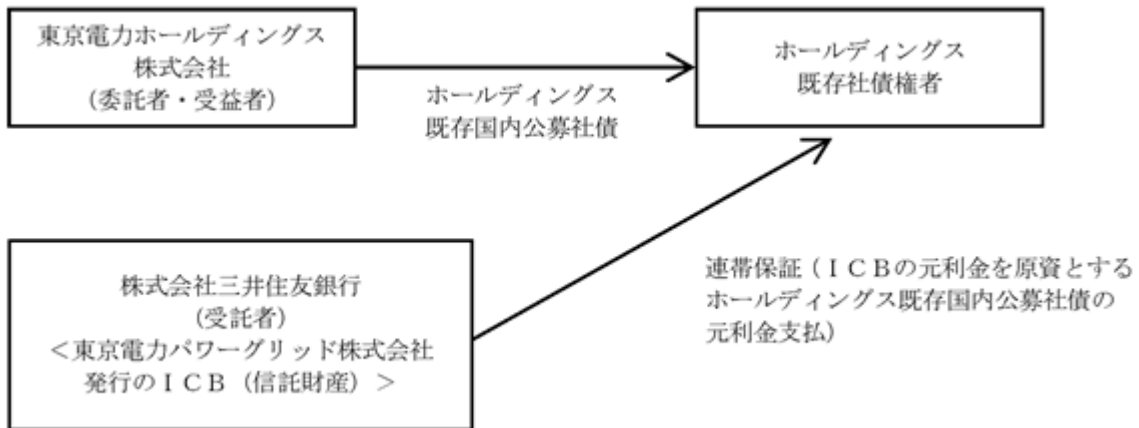 東京電力ホールディングス
株式会社
（委託者・受益者）
ホールディングス
既存国内公募社債
ホールディングス
既存社債権者
株式会社三井住友銀行
（受託者）
＜東京電力パワーグリッド株式会社
発行のＩＣＢ（信託財産）＞
連帯保証（ＩＣＢの元利金を原資とする
ホールディングス既存国内公募社債の
元利金支払）